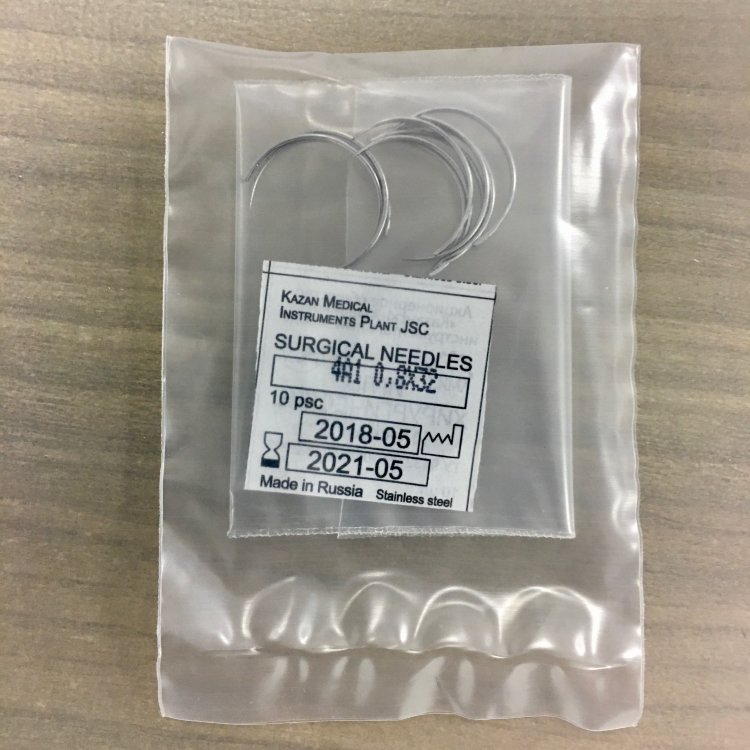 KAZAN MEDICAL
INSTRUMENTS PLANT JSC
SURGICAL NEEDLES
4A1 0,8X32
10 psc
2018-05
2021-05
Made in Russia Stainless steel